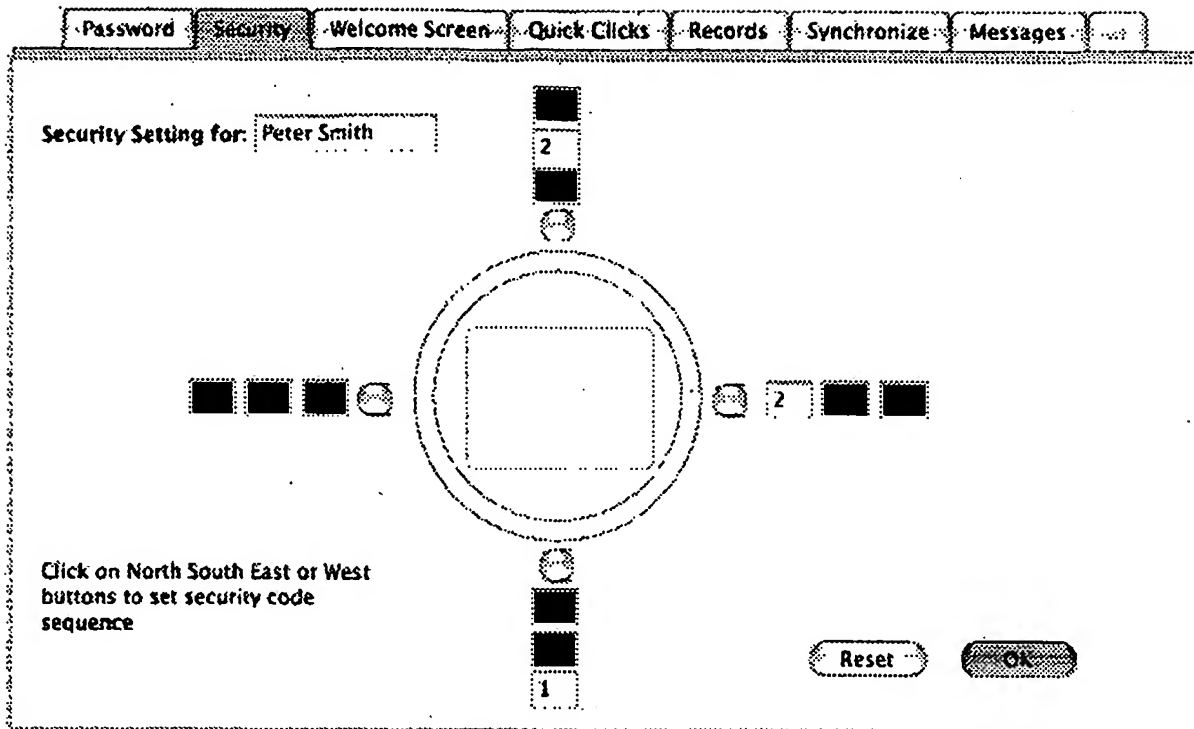 Password Security Welcome Screen Quick Clicks Records Synchronize Messages ...
Security Setting for: Peter Smith
2
2
Click on North South East or West
buttons to set security code
sequence
Reset OK
1